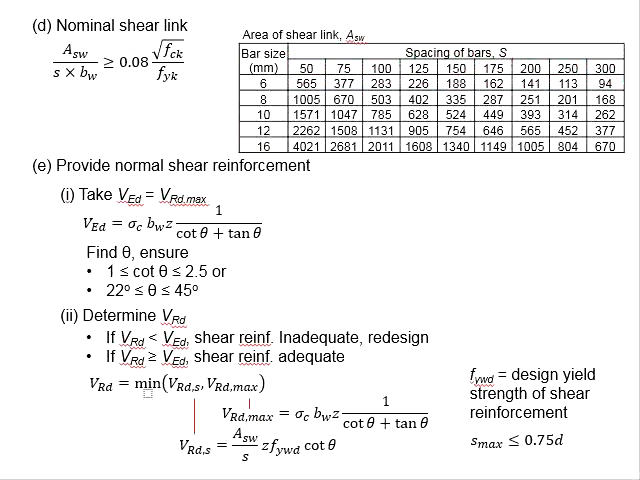 (d) Nominal shear link
A_sw / (s × b_w) ≥ 0.08 √f_ck / f_yk
Area of shear link, A_sw
Bar size (mm) Spacing of bars, S
50 75 100 125 150 175 200 250 300
6 565 377 283 226 188 162 141 113 94
8 1005 670 503 402 335 287 251 201 168
10 1571 1047 785 628 524 449 393 314 262
12 2262 1508 1131 905 754 646 565 452 377
16 4021 2681 2011 1608 1340 1149 1005 804 670
(e) Provide normal shear reinforcement
(i) Take V_Ed = V_Rd.max
V_Ed = σ_c b_w z 1 / (cot θ + tan θ)
Find θ, ensure
• 1 ≤ cot θ ≤ 2.5 or
• 22° ≤ θ ≤ 45°
(ii) Determine V_Rd
• If V_Rd < V_Ed, shear reinf. Inadequate, redesign
• If V_Rd ≥ V_Ed, shear reinf. adequate
V_Rd = min(V_Rd,s, V_Rd,max)
V_Rd,max = σ_c b_w z 1 / (cot θ + tan θ)
V_Rd,s = A_sw / s z f_ywd cot θ
f_ywd = design yield
strength of shear
reinforcement
s_max ≤ 0.75d